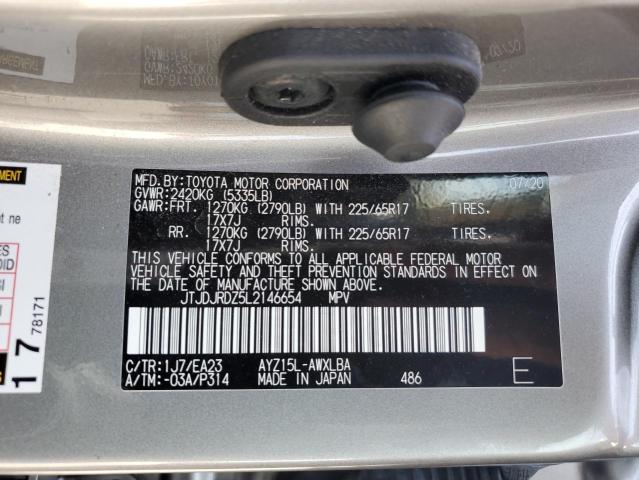 MFD.BY:TOYOTA MOTOR CORPORATION 07/20
GVWR:2420KG (5335LB)
GAWR:FRT. 1270KG (2790LB) WITH 225/65R17 TIRES.
17X7J RIMS.
RR. 1270KG (2790LB) WITH 225/65R17 TIRES.
17X7J RIMS.
THIS VEHICLE CONFORMS TO ALL APPLICABLE FEDERAL MOTOR
VEHICLE SAFETY AND THEFT PREVENTION STANDARDS IN EFFECT ON
THE DATE OF MANUFACTURE SHOWN ABOVE.
JTJDJRDZ5L2146654 MPV
C/TR:1J7/EA23 AYZ15L-AWXLBA
A/TM:-03A/P314 MADE IN JAPAN 486 E
t ne
17 78171